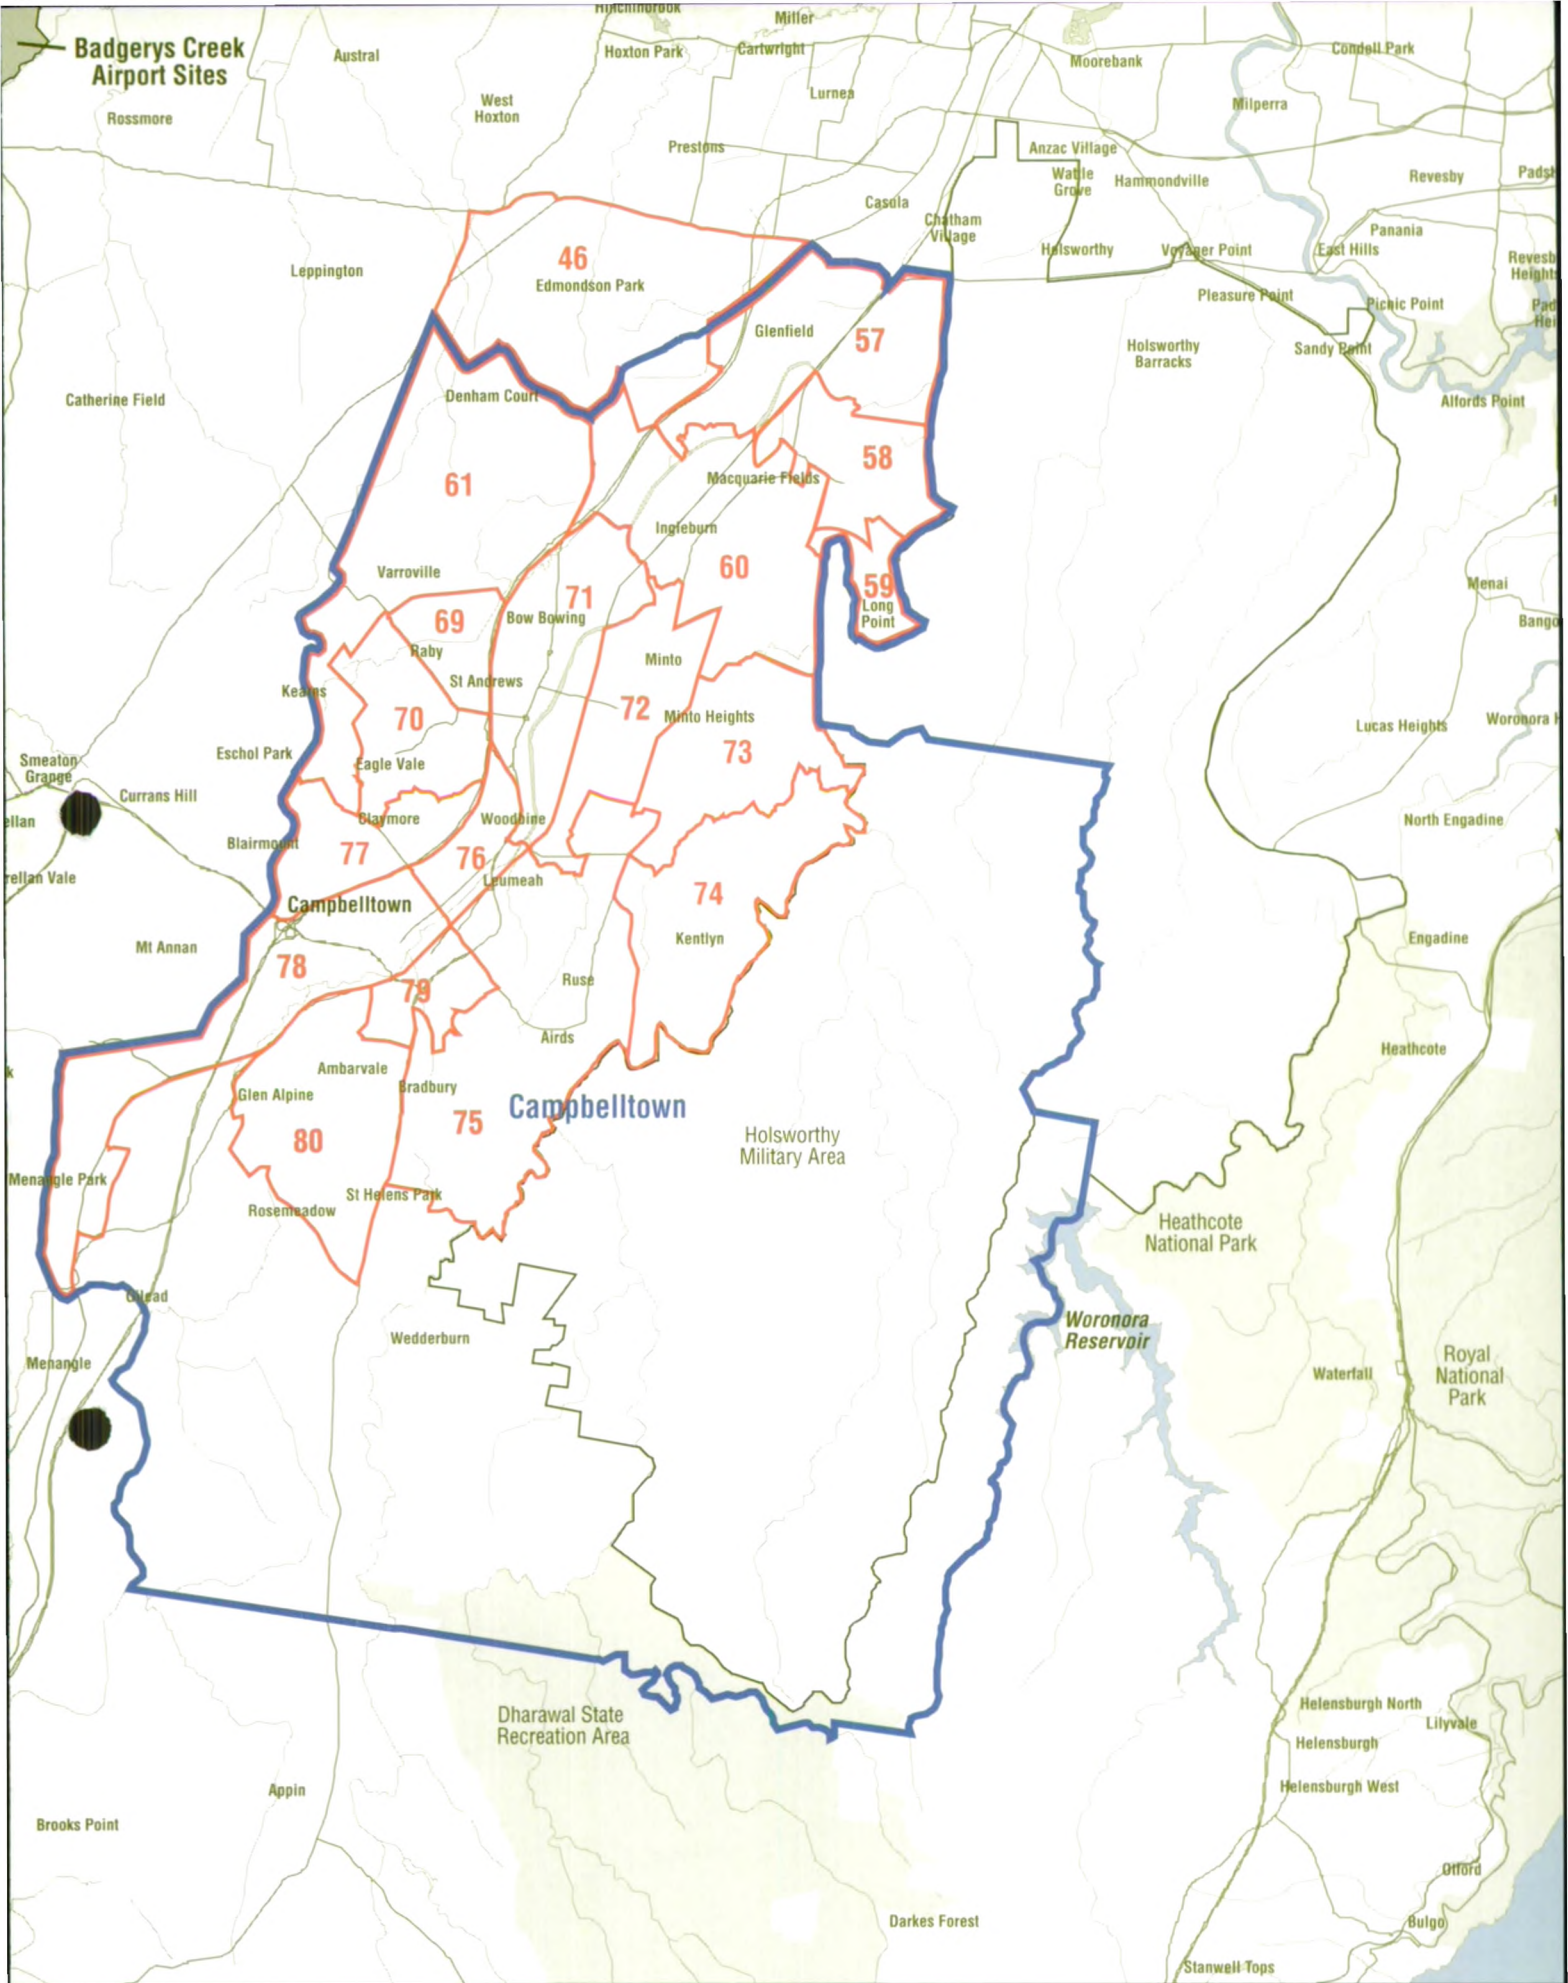 Miller
Badgerys Creek
Airport Sites
Austral
Hoxton Park
Cartwright
Moorebank
Condell Park
Rossmore
West
Hoxton
Lurnea
Milperra
Prestons
Anzac Village
Wattle
Grove
Hammondville
Revesby
Casula
Chatham
Village
Holsworthy
Voyager Point
East Hills
Panania
46
Edmondson Park
Leppington
Pleasure Point
Picnic Point
Glenfield
57
Holsworthy
Barracks
Sandy Point
Catherine Field
Denham Court
Alfords Point
61
58
Macquarie Fields
Ingleburn
60
Varroville
59
Long
Point
Menai
71
69
Bow Bowing
Raby
Minto
St Andrews
Kearns
70
72
Minto Heights
73
Lucas Heights
Woronora
Eschol Park
Eagle Vale
Smeaton
Grange
Currans Hill
Claymore
Woodbine
North Engadine
Blairmount
77
76
Leumeah
74
Campbelltown
Kentlyn
Engadine
Mt Annan
78
79
Ruse
Airds
Heathcote
Ambarvale
Glen Alpine
Bradbury
75
Campbelltown
80
Holsworthy
Military Area
Menangle Park
St Helens Park
Rosemeadow
Heathcote
National Park
Gilead
Wedderburn
Woronora
Reservoir
Menangle
Waterfall
Royal
National
Park
Dharawal State
Recreation Area
Helensburgh North
Lilyvale
Helensburgh
Helensburgh West
Appin
Brooks Point
Otford
Darkes Forest
Bulgo
Stanwell Tops